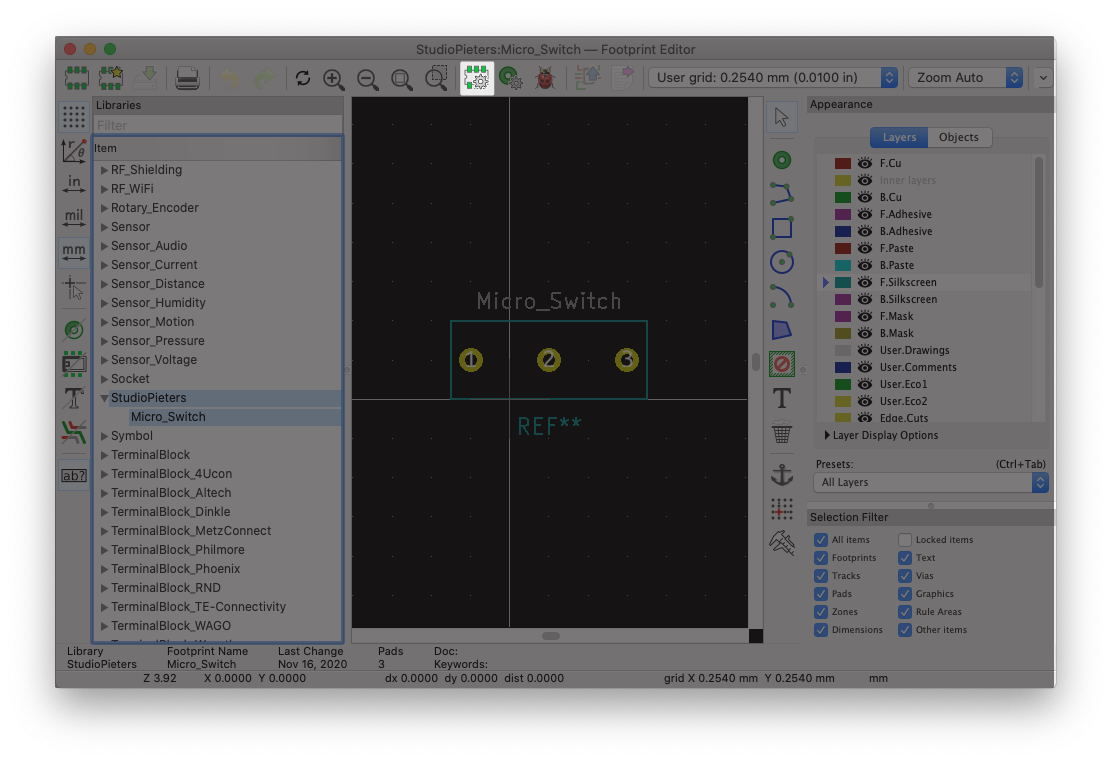 StudioPieters:Micro_Switch — Footprint Editor
User grid: 0.2540 mm (0.0100 in)
Zoom Auto
Libraries
Filter
Item
RF_Shielding
RF_WiFi
Rotary_Encoder
Sensor
Sensor_Audio
Sensor_Current
Sensor_Distance
Sensor_Humidity
Sensor_Motion
Sensor_Pressure
Sensor_Voltage
Socket
StudioPieters
Micro_Switch
Symbol
TerminalBlock
TerminalBlock_4Ucon
TerminalBlock_Altech
TerminalBlock_Dinkle
TerminalBlock_MetzConnect
TerminalBlock_Philmore
TerminalBlock_Phoenix
TerminalBlock_RND
TerminalBlock_TE-Connectivity
TerminalBlock_WAGO
r
θ
in
mil
mm
T
ab?
Micro_Switch
1 2 3
REF**
T
Appearance
Layers Objects
F.Cu
Inner layers
B.Cu
F.Adhesive
B.Adhesive
F.Paste
B.Paste
F.Silkscreen
B.Silkscreen
F.Mask
B.Mask
User.Drawings
User.Comments
User.Eco1
User.Eco2
Edge.Cuts
Layer Display Options
Presets: (Ctrl+Tab)
All Layers
Selection Filter
All items Locked items
Footprints Text
Tracks Vias
Pads Graphics
Zones Rule Areas
Dimensions Other items
Library Footprint Name Last Change Pads Doc:
StudioPieters Micro_Switch Nov 16, 2020 3 Keywords:
Z 3.92 X 0.0000 Y 0.0000 dx 0.0000 dy 0.0000 dist 0.0000 grid X 0.2540 mm Y 0.2540 mm mm